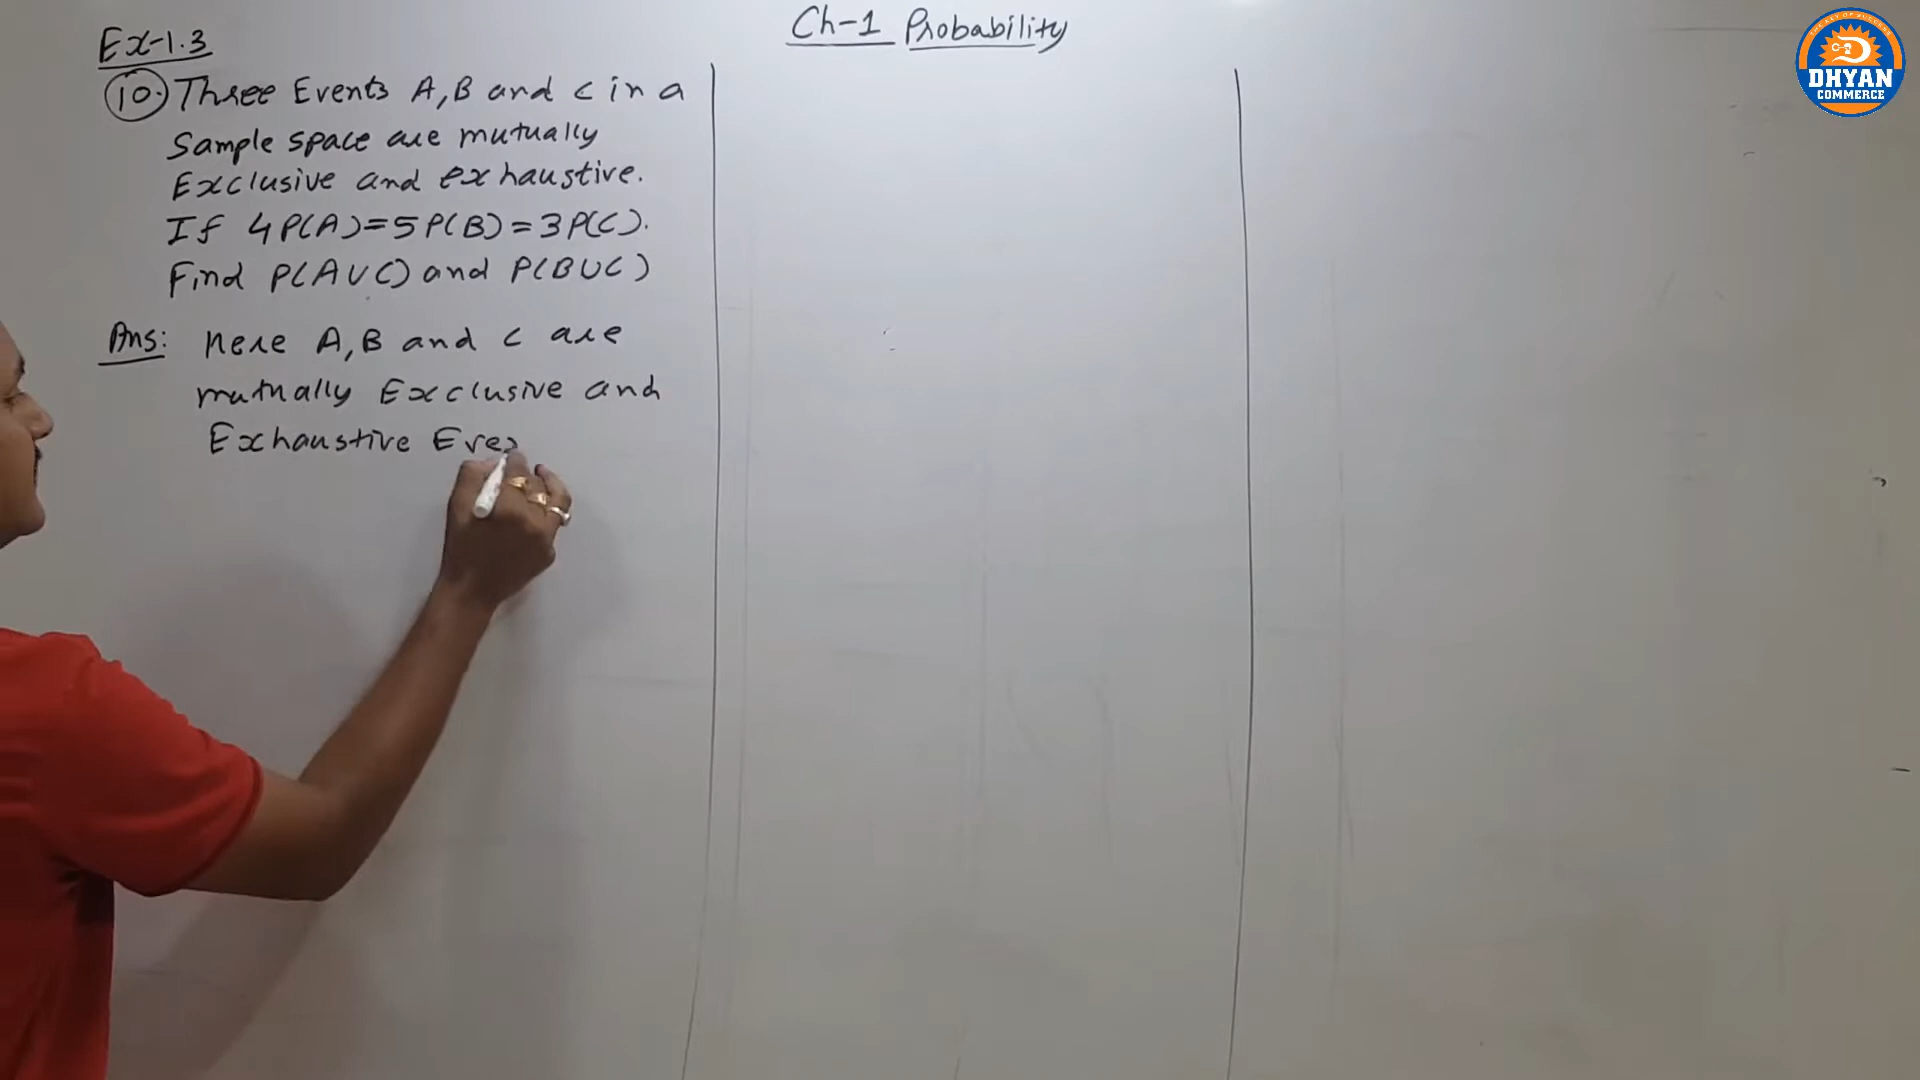 Ch-1 Probability
Ex-1.3
10. Three Events A, B and C in a
Sample space are mutually
Exclusive and exhaustive.
If 4P(A)=5P(B)=3P(C).
Find P(A∪C) and P(B∪C)
Ans: Here A, B and C are
mutually Exclusive and
Exhaustive
DHYAN
COMMERCE